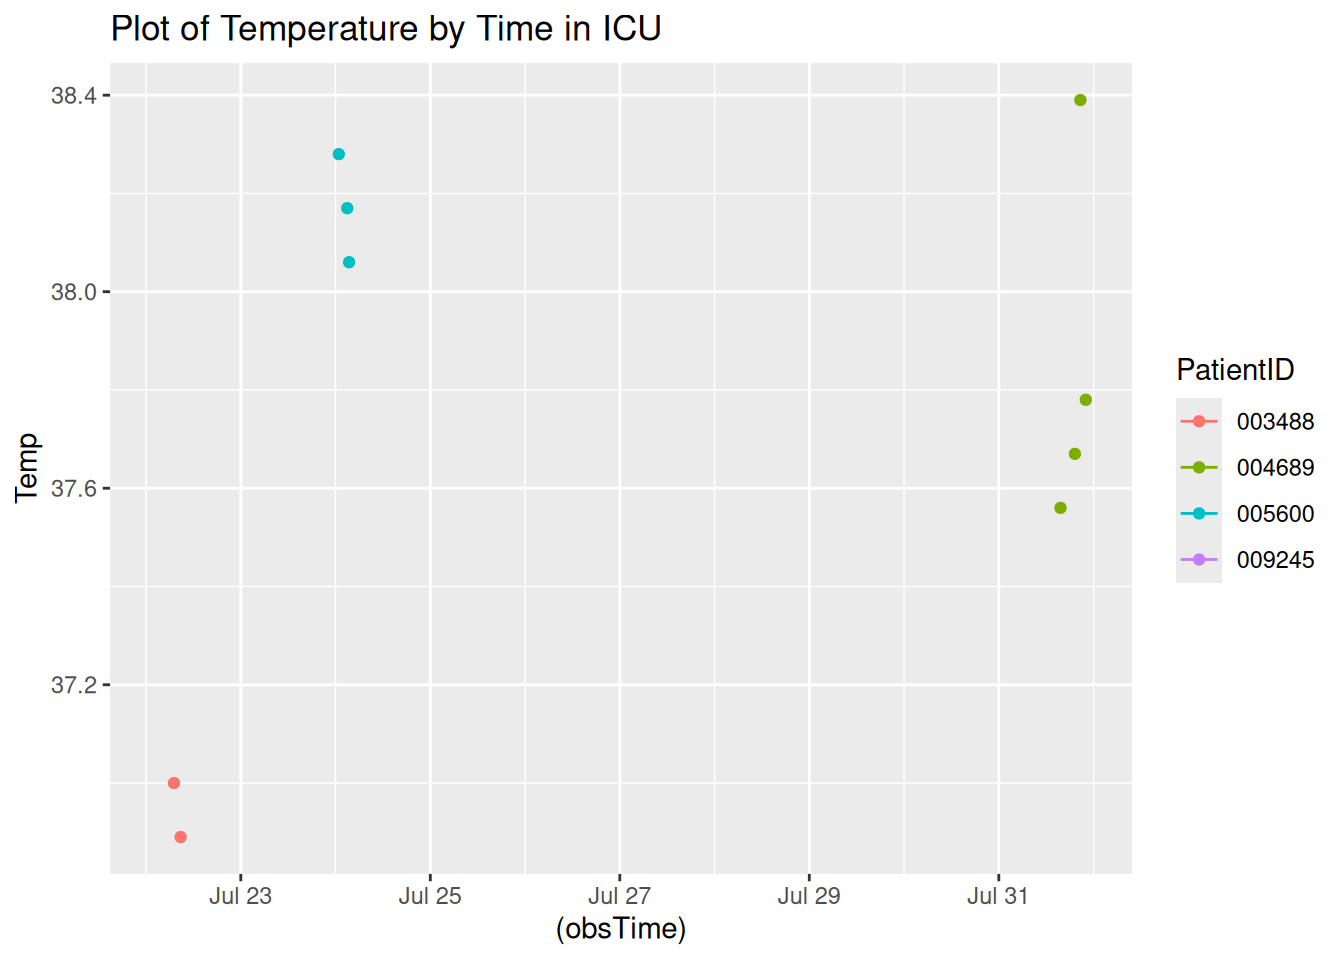 Plot of Temperature by Time in ICU
38.4
38.0
37.6
37.2
Temp
Jul 23
Jul 25
Jul 27
Jul 29
Jul 31
(obsTime)
PatientID
003488
004689
005600
009245